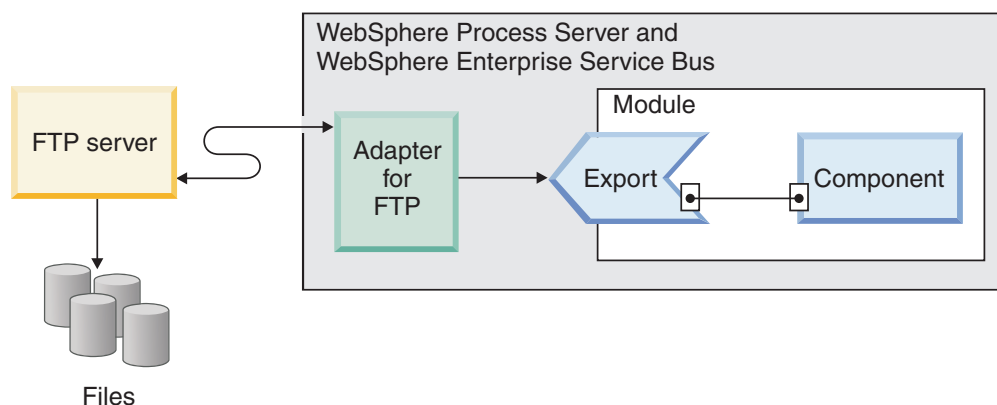 WebSphere Process Server and
WebSphere Enterprise Service Bus
Module
FTP server
Adapter
for
FTP
Export
Component
Files